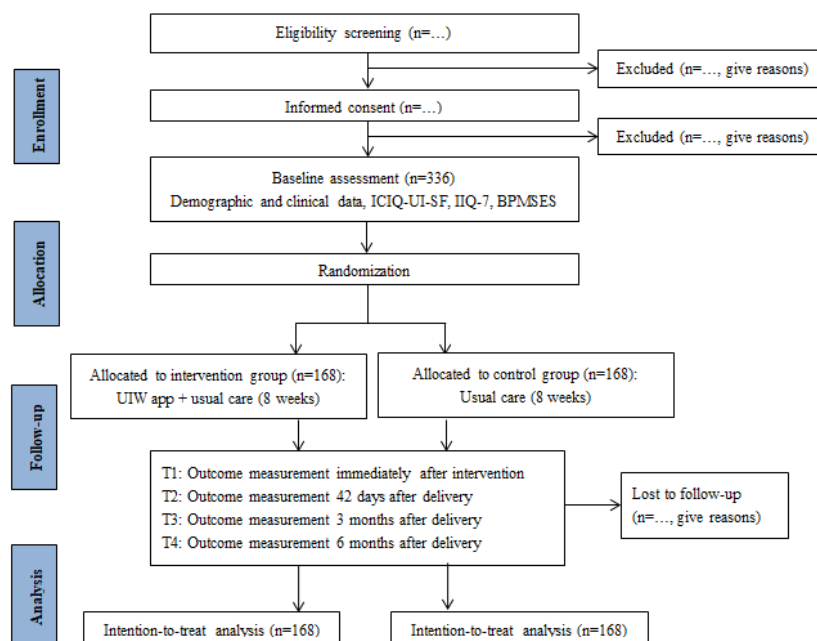 Eligibility screening (n=…)
Excluded (n=…, give reasons)
Enrollment
Informed consent (n=…)
Excluded (n=…, give reasons)
Baseline assessment (n=336)
Demographic and clinical data, ICIQ-UI-SF, IIQ-7, BPMSES
Allocation
Randomization
Allocated to intervention group (n=168):
UIW app + usual care (8 weeks)
Allocated to control group (n=168):
Usual care (8 weeks)
Follow-up
T1: Outcome measurement immediately after intervention
T2: Outcome measurement 42 days after delivery
T3: Outcome measurement 3 months after delivery
T4: Outcome measurement 6 months after delivery
Lost to follow-up
(n=…, give reasons)
Analysis
Intention-to-treat analysis (n=168)
Intention-to-treat analysis (n=168)